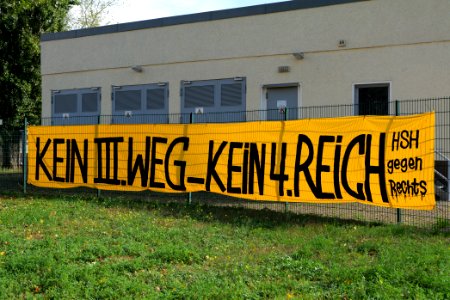 KEIN III. WEG_KEIN 4. REICH
HSH
gegen
Rechts